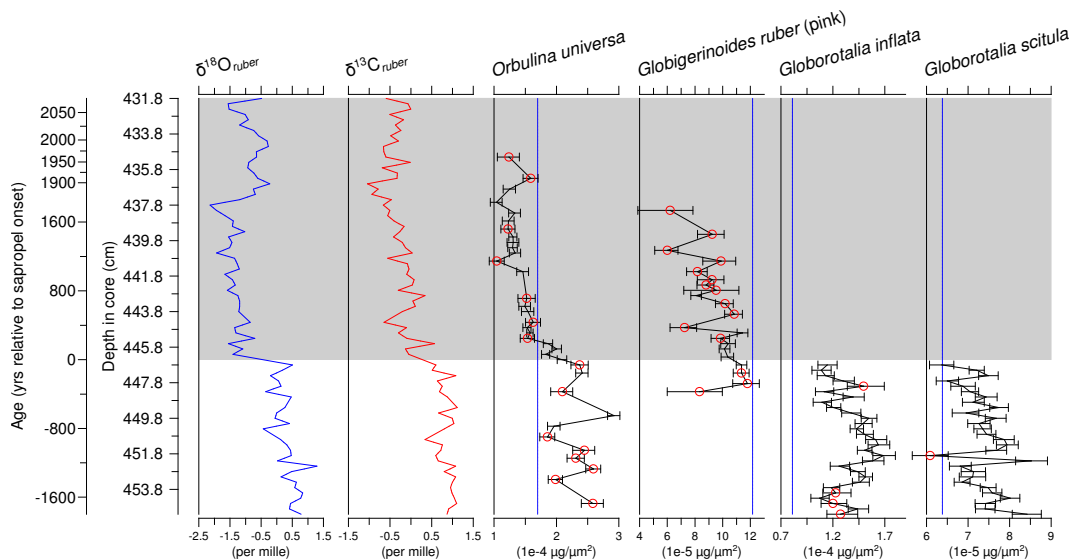 δ18Oruber
δ13Cruber
Orbulina universa
Globigerinoides ruber (pink)
Globorotalia inflata
Globorotalia scitula
Age (yrs relative to sapropel onset)
2050
2000
1950
1900
1600
800
0
-800
-1600
Depth in core (cm)
431.8
433.8
435.8
437.8
439.8
441.8
443.8
445.8
447.8
449.8
451.8
453.8
-2.5 -1.5 -0.5 0.5 1.5
(per mille)
-1.5 -0.5 0.5 1.5
(per mille)
1 2 3
(1e-4 μg/μm²)
4 6 8 10 12
(1e-5 μg/μm²)
0.7 1.2 1.7
(1e-4 μg/μm²)
6 7 8 9
(1e-5 μg/μm²)